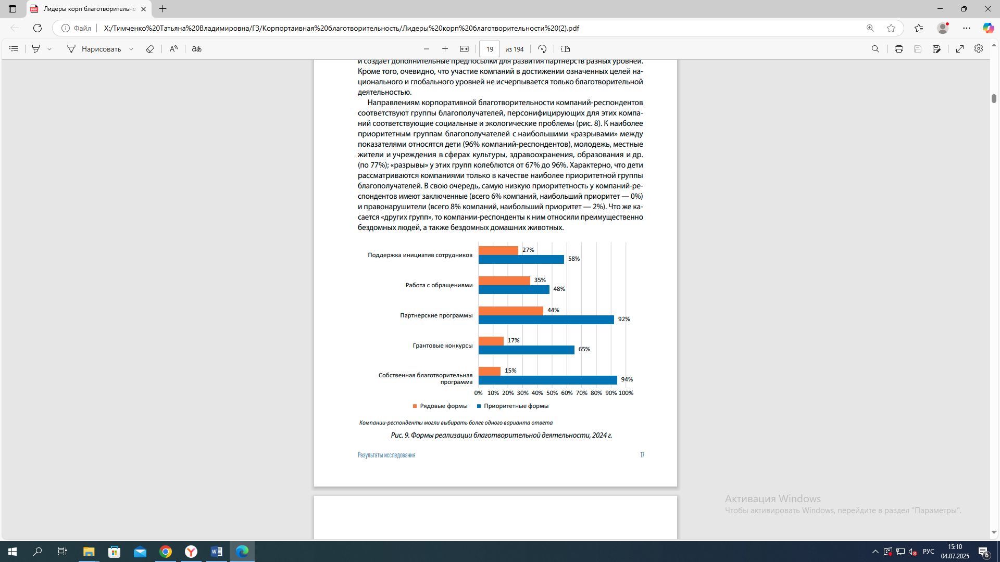 Лидеры корп благотворительно
Файл
X:/Тимченко%20Татьяна%20Владимировна/ГЗ/Корпортаивная%20благотворительность/Лидеры%20корп%20благотворительности%20(2).pdf
Нарисовать
19 из 194
и создает дополнительные предпосылки для развития партнерств разных уровней.
Кроме того, очевидно, что участие компаний в достижении означенных целей на-
ционального и глобального уровней не исчерпывается только благотворительной
деятельностью.
Направлениям корпоративной благотворительности компаний-респондентов
соответствуют группы благополучателей, персонифицирующих для этих компа-
ний соответствующие социальные и экологические проблемы (рис. 8). К наиболее
приоритетным группам благополучателей с наибольшими «разрывами» между
показателями относятся дети (96% компаний-респондентов), молодежь, местные
жители и учреждения в сферах культуры, здравоохранения, образования и др.
(по 77%); «разрывы» у этих групп колеблются от 67% до 96%. Характерно, что дети
рассматриваются компаниями только в качестве наиболее приоритетной группы
благополучателей. В свою очередь, самую низкую приоритетность у компаний-ре-
спондентов имеют заключенные (всего 6% компаний, наибольший приоритет — 0%)
и правонарушители (всего 8% компаний, наибольший приоритет — 2%). Что же ка-
сается «других групп», то компании-респонденты к ним относили преимущественно
бездомных людей, а также бездомных домашних животных.
Поддержка инициатив сотрудников
27%
58%
Работа с обращениями
35%
48%
Партнерские программы
44%
92%
Грантовые конкурсы
17%
65%
Собственная благотворительная
программа
15%
94%
0% 10% 20% 30% 40% 50% 60% 70% 80% 90% 100%
Рядовые формы Приоритетные формы
Компании-респонденты могли выбирать более одного варианта ответа
Рис. 9. Формы реализации благотворительной деятельности, 2024 г.
Результаты исследования 17
Активация Windows
Чтобы активировать Windows, перейдите в раздел "Параметры".
РУС
15:10
04.07.2025
6